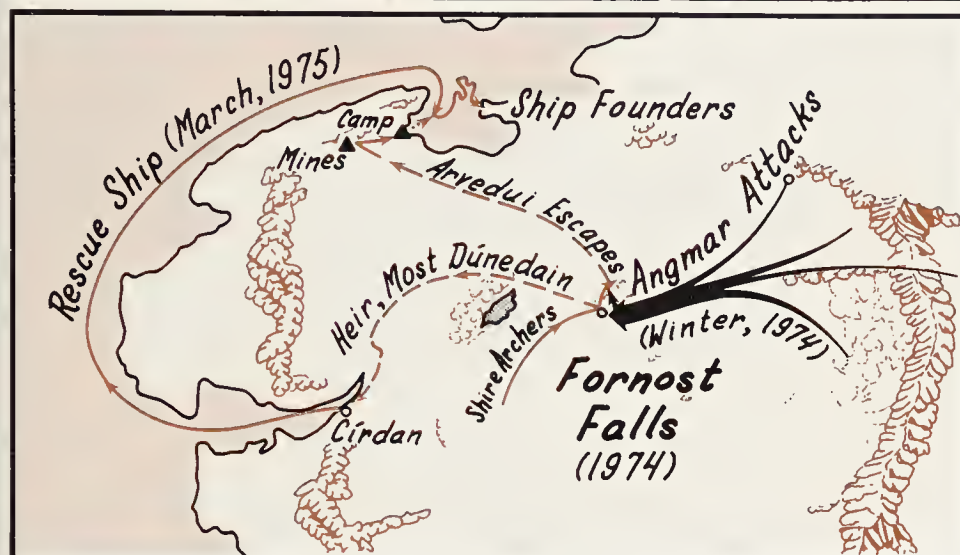 Rescue Ship (March, 1975)
Camp
Mines
Ship Founders
Arvedui Escapes
Angmar Attacks
(Winter, 1974)
Heir, Most Dúnedain
Shire Archers
Fornost
Falls
(1974)
Círdan